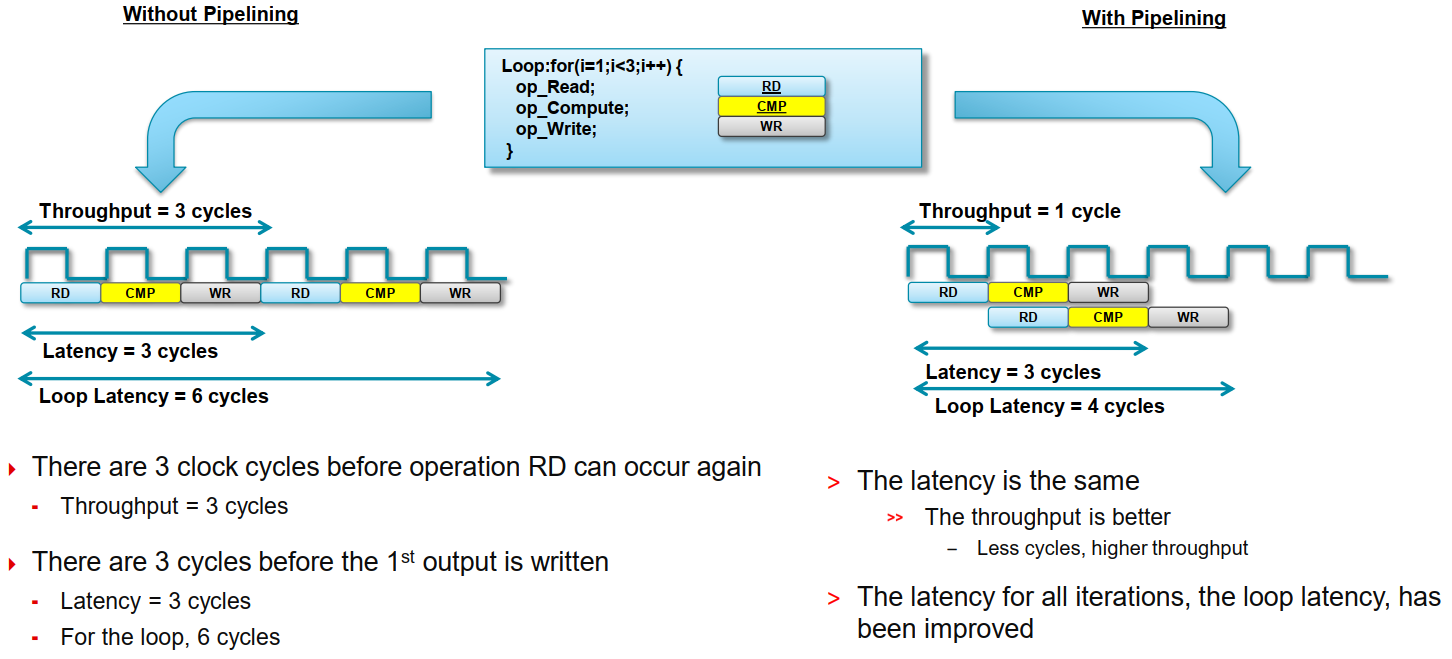 Without Pipelining
With Pipelining
Loop:for(i=1;i<3;i++) {
op_Read;
op_Compute;
op_Write;
}
RD
CMP
WR
Throughput = 3 cycles
RD CMP WR RD CMP WR
Latency = 3 cycles
Loop Latency = 6 cycles
Throughput = 1 cycle
RD CMP WR
RD CMP WR
Latency = 3 cycles
Loop Latency = 4 cycles
There are 3 clock cycles before operation RD can occur again
- Throughput = 3 cycles
There are 3 cycles before the 1st output is written
- Latency = 3 cycles
- For the loop, 6 cycles
> The latency is the same
>> The throughput is better
– Less cycles, higher throughput
> The latency for all iterations, the loop latency, has
been improved